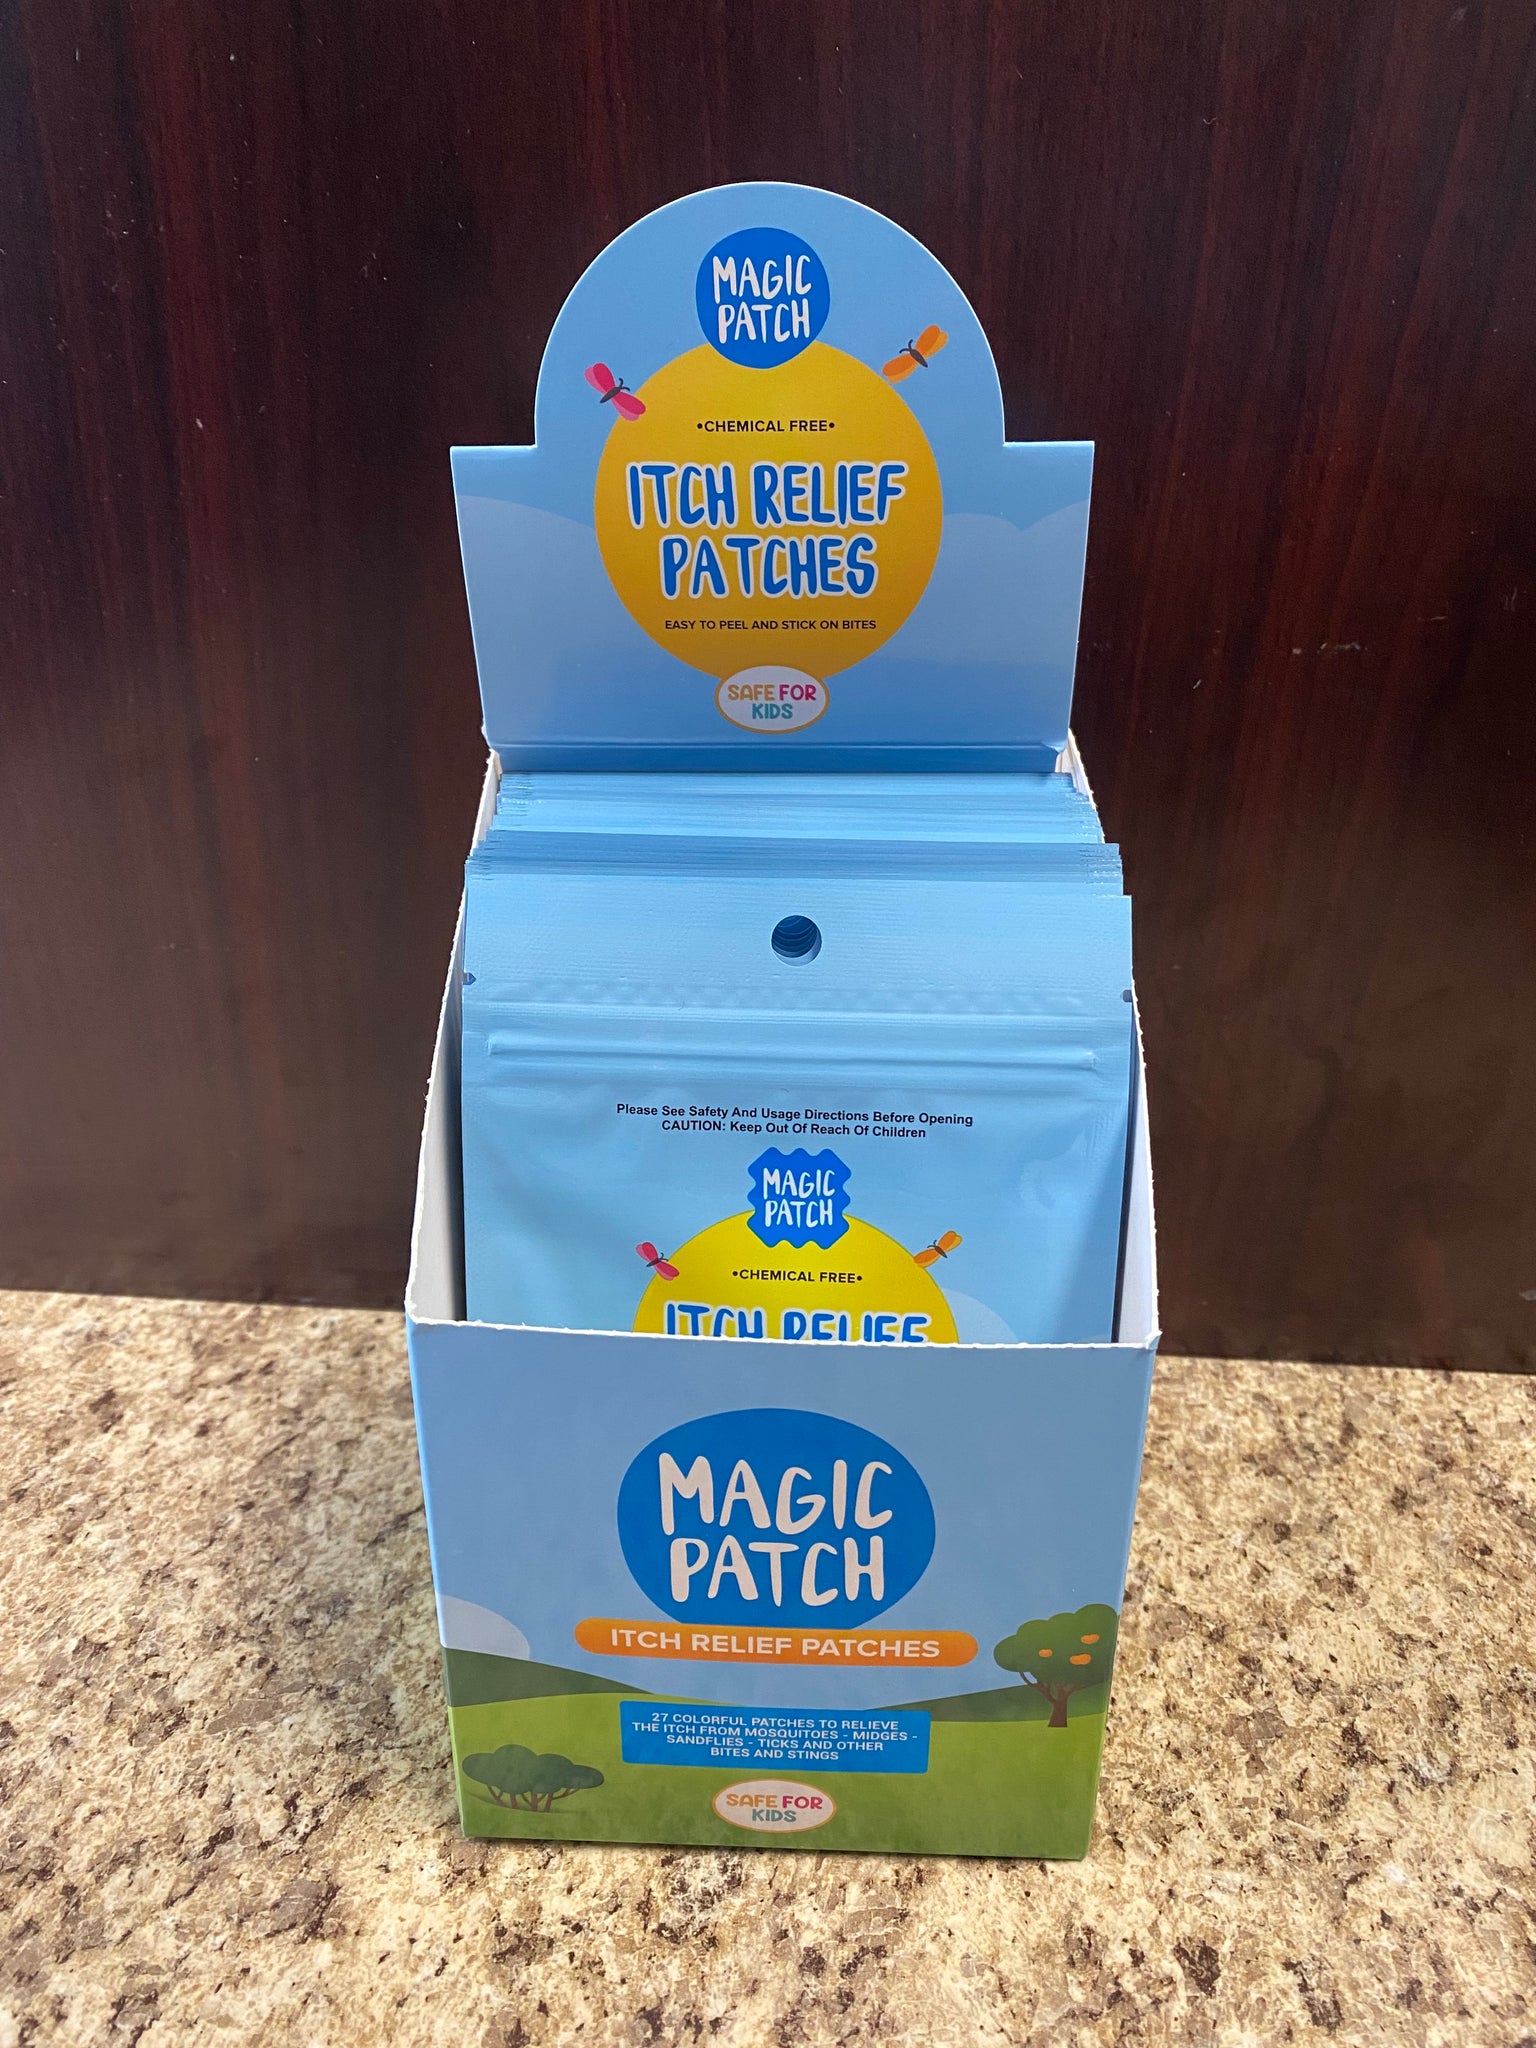 MAGIC
PATCH
•CHEMICAL FREE•
ITCH RELIEF
PATCHES
EASY TO PEEL AND STICK ON BITES
SAFE FOR
KIDS
Please See Safety And Usage Directions Before Opening
CAUTION: Keep Out Of Reach Of Children
MAGIC
PATCH
•CHEMICAL FREE•
ITCH RELIEF
MAGIC
PATCH
ITCH RELIEF PATCHES
27 COLORFUL PATCHES TO RELIEVE
THE ITCH FROM MOSQUITOES - MIDGES -
SANDFLIES - TICKS AND OTHER
BITES AND STINGS
SAFE FOR
KIDS